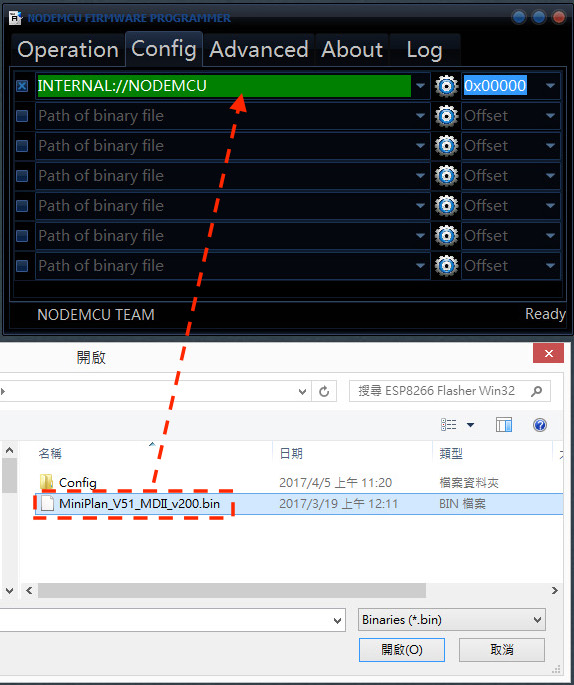 NODEMCU FIRMWARE PROGRAMMER
Operation Config Advanced About Log
INTERNAL://NODEMCU 0x00000
Path of binary file Offset
Path of binary file Offset
Path of binary file Offset
Path of binary file Offset
Path of binary file Offset
Path of binary file Offset
NODEMCU TEAM Ready
開啟
搜尋 ESP8266 Flasher Win32
名稱 日期 類型
Config 2017/4/5 上午 11:20 檔案資料夾
MiniPlan_V51_MDII_v200.bin 2017/3/19 上午 12:11 BIN 檔案
Binaries (*.bin)
開啟(O) 取消